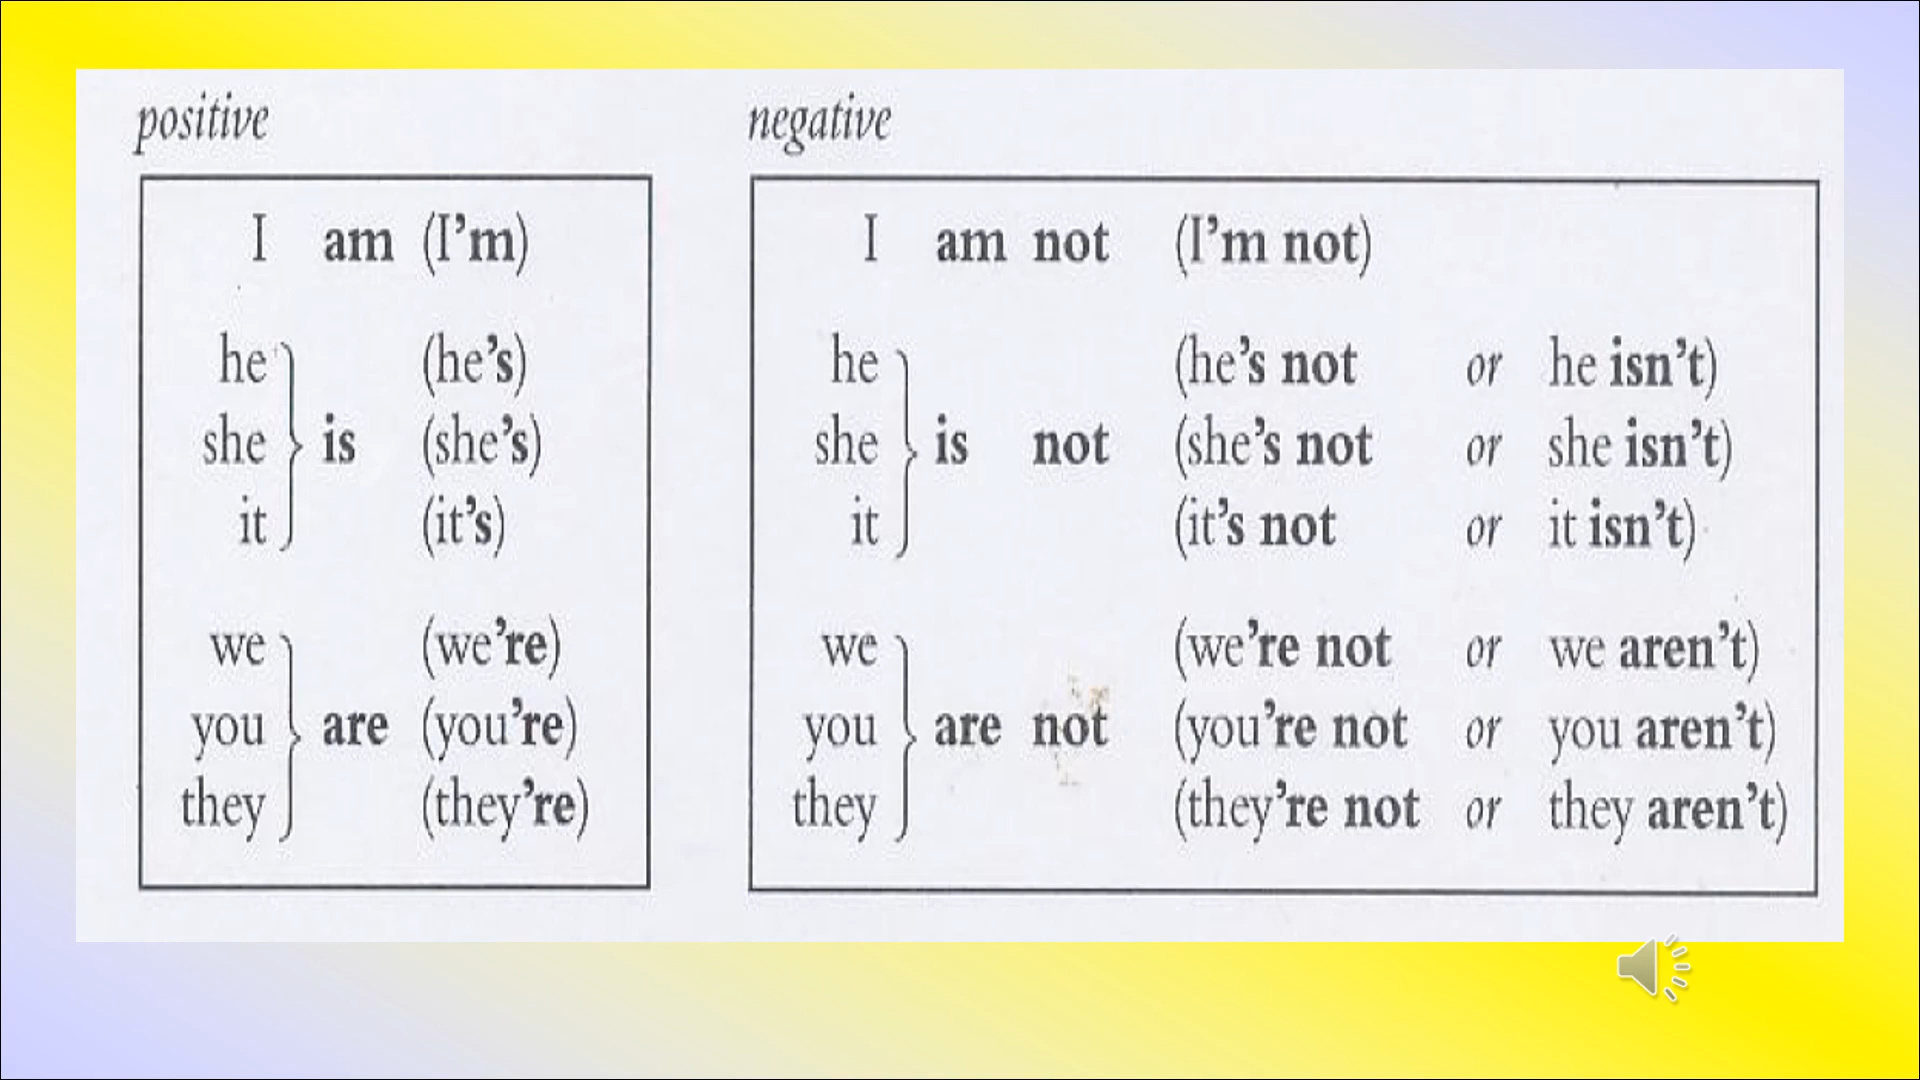 positive
I am (I’m)
he (he’s)
she is (she’s)
it (it’s)
we (we’re)
you are (you’re)
they (they’re)
negative
I am not (I’m not)
he (he’s not or he isn’t)
she is not (she’s not or she isn’t)
it (it’s not or it isn’t)
we (we’re not or we aren’t)
you are not (you’re not or you aren’t)
they (they’re not or they aren’t)